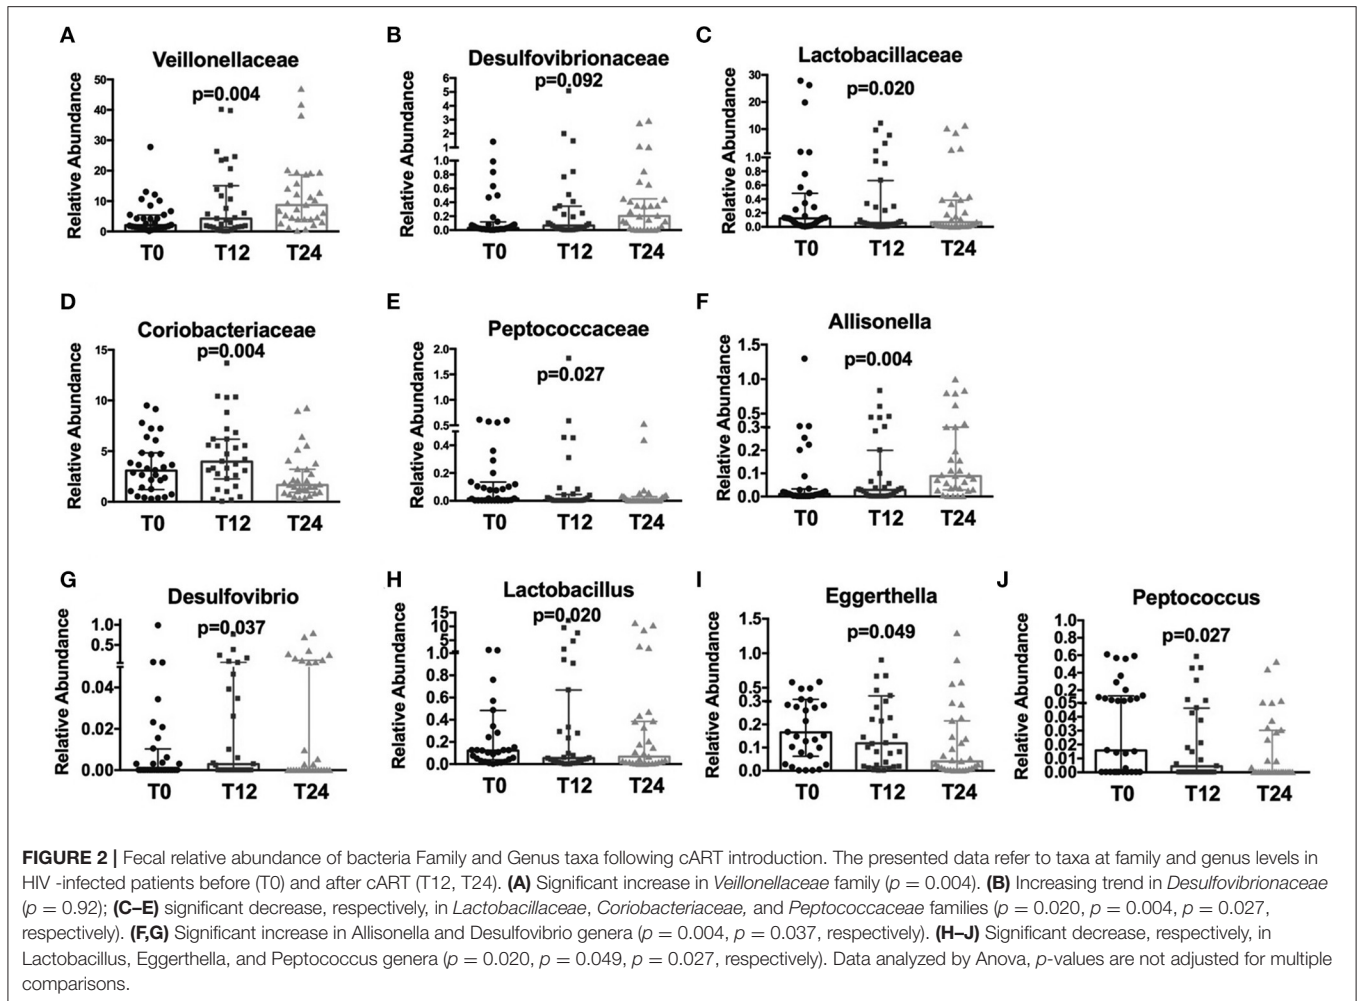 A
Veillonellaceae
p=0.004
Relative Abundance
50
40
30
20
10
0
T0 T12 T24
B
Desulfovibrionaceae
p=0.092
Relative Abundance
6
5
4
3
2
1
1.0
0.8
0.6
0.4
0.2
0.0
T0 T12 T24
C
Lactobacillaceae
p=0.020
Relative Abundance
30
20
10
1.0
0.8
0.6
0.4
0.2
0.0
T0 T12 T24
D
Coriobacteriaceae
p=0.004
Relative Abundance
15
10
5
0
T0 T12 T24
E
Peptococcaceae
p=0.027
Relative Abundance
2.0
1.5
1.0
0.5
0.4
0.2
0.0
T0 T12 T24
F
Allisonella
p=0.004
Relative Abundance
1.5
1.0
0.5
0.3
0.2
0.1
0.0
T0 T12 T24
G
Desulfovibrio
p=0.037
Relative Abundance
1.0
0.5
0.04
0.02
0.00
T0 T12 T24
H
Lactobacillus
p=0.020
Relative Abundance
15
10
5
1.0
0.8
0.6
0.4
0.2
0.0
T0 T12 T24
I
Eggerthella
p=0.049
Relative Abundance
1.5
1.0
0.5
0.3
0.2
0.1
0.0
T0 T12 T24
J
Peptococcus
p=0.027
Relative Abundance
1.0
0.8
0.6
0.4
0.2
0.05
0.04
0.03
0.02
0.01
0.00
T0 T12 T24
FIGURE 2 | Fecal relative abundance of bacteria Family and Genus taxa following cART introduction. The presented data refer to taxa at family and genus levels in
HIV -infected patients before (T0) and after cART (T12, T24). (A) Significant increase in Veillonellaceae family (p = 0.004). (B) Increasing trend in Desulfovibrionaceae
(p = 0.92); (C–E) significant decrease, respectively, in Lactobacillaceae, Coriobacteriaceae, and Peptococcaceae families (p = 0.020, p = 0.004, p = 0.027,
respectively). (F,G) Significant increase in Allisonella and Desulfovibrio genera (p = 0.004, p = 0.037, respectively). (H–J) Significant decrease, respectively, in
Lactobacillus, Eggerthella, and Peptococcus genera (p = 0.020, p = 0.049, p = 0.027, respectively). Data analyzed by Anova, p-values are not adjusted for multiple
comparisons.